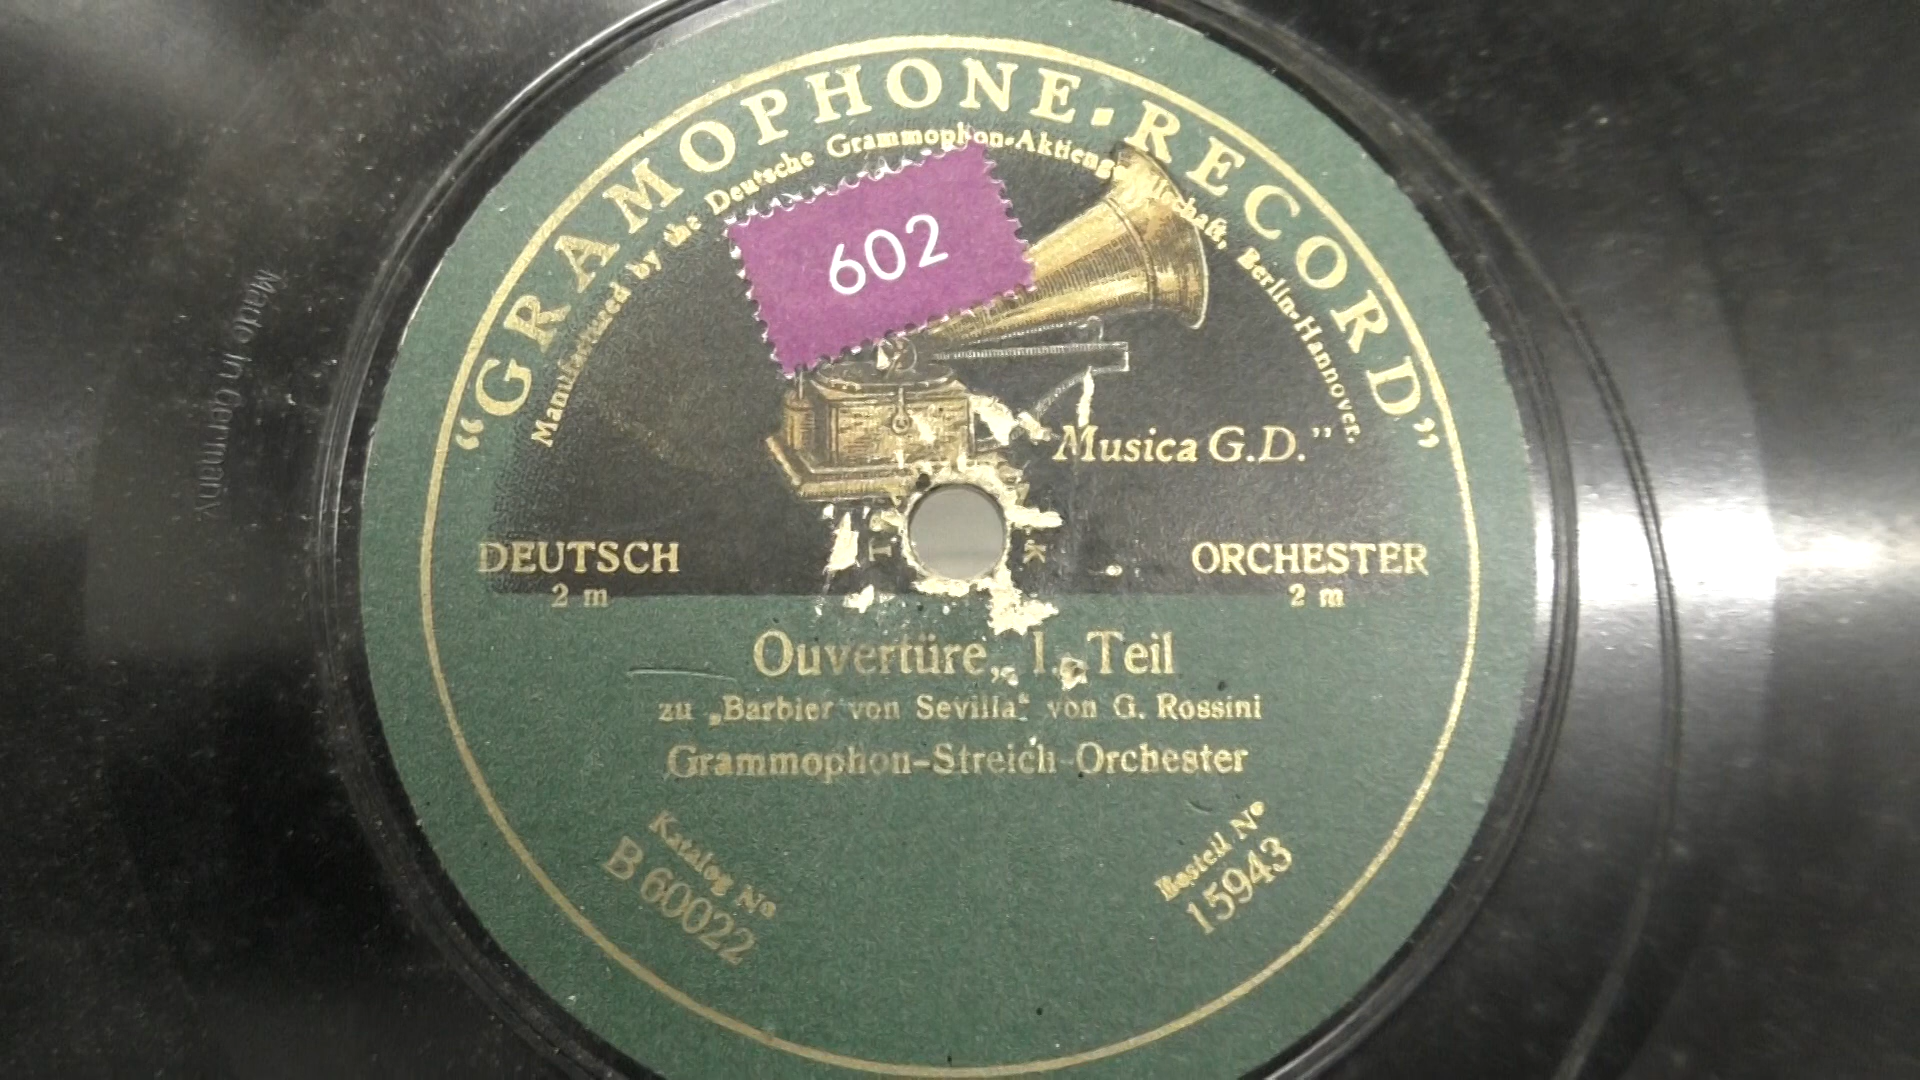 "GRAMOPHONE-RECORD"
Manufactured by the Deutsche Grammophon-Aktiengesellschaft, Berlin-Hannover.
602
Musica G.D."
DEUTSCH
2 m
ORCHESTER
2 m
Ouvertüre, I. Teil
zu „Barbier von Sevilla“ von G. Rossini
Grammophon-Streich-Orchester
Katalog No
B 60022
Bestell No
15943
Made in Germany.